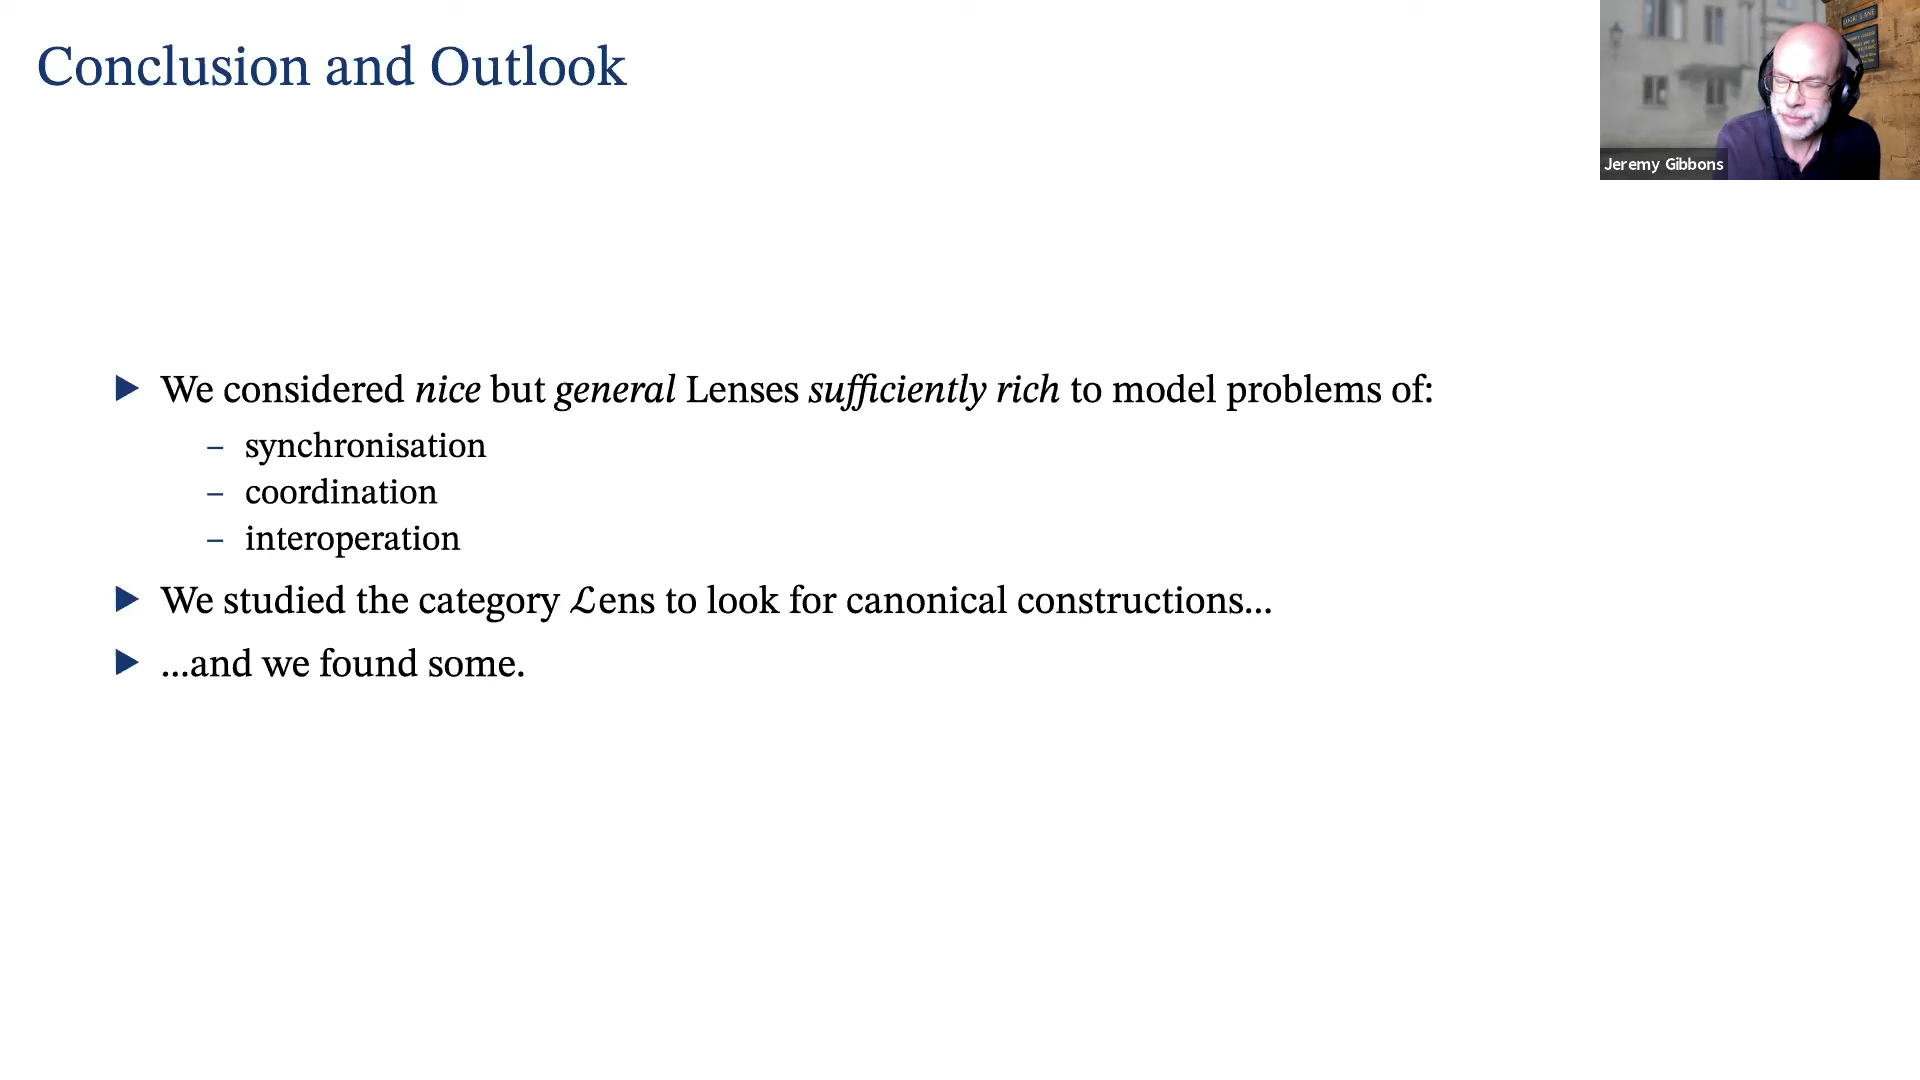 Conclusion and Outlook
▶ We considered nice but general Lenses sufficiently rich to model problems of:
– synchronisation
– coordination
– interoperation
▶ We studied the category ℒens to look for canonical constructions...
▶ ...and we found some.
Jeremy Gibbons